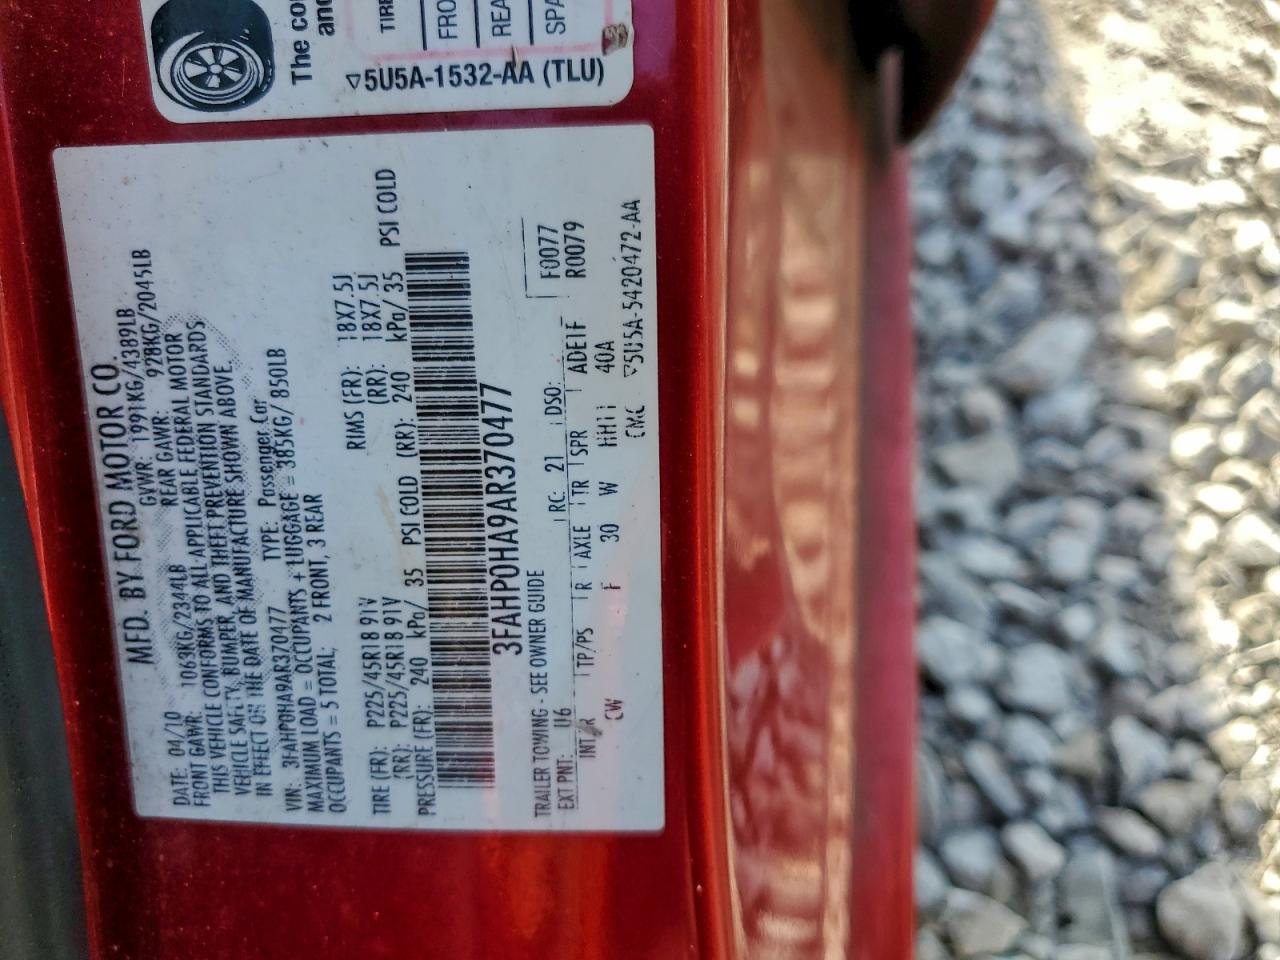 The co
and
TIRE
FRO
REA
SPA
▽5U5A-1532-AA (TLU)
MFD. BY FORD MOTOR CO.
DATE: 04/10 GVWR: 1991KG/4389LB
FRONT GAWR: 1063KG/2344LB REAR GAWR: 928KG/2045LB
THIS VEHICLE CONFORMS TO ALL APPLICABLE FEDERAL MOTOR
VEHICLE SAFETY, BUMPER, AND THEFT PREVENTION STANDARDS
IN EFFECT ON THE DATE OF MANUFACTURE SHOWN ABOVE.
VIN: 3FAHP0HA9AR370477 TYPE: Passenger Car
MAXIMUM LOAD = OCCUPANTS + LUGGAGE = 385KG/ 850LB
OCCUPANTS = 5 TOTAL, 2 FRONT, 3 REAR
TIRE (FR): P225/45R18 91V RIMS (FR): 18X7.5J
(RR): P225/45R18 91V (RR): 18X7.5J
PRESSURE (FR): 240 kPa/ 35 PSI COLD (RR): 240 kPa/ 35 PSI COLD
3FAHP0HA9AR370477
TRAILER TOWING - SEE OWNER GUIDE
F0077
EXT PNT: U6 RC: 21 DSO: R0079
INT TR TP/PS R AXLE TR SPR ADE1F
CW F 30 W HH11 40A
CMC ▽5U5A-5420472-AA